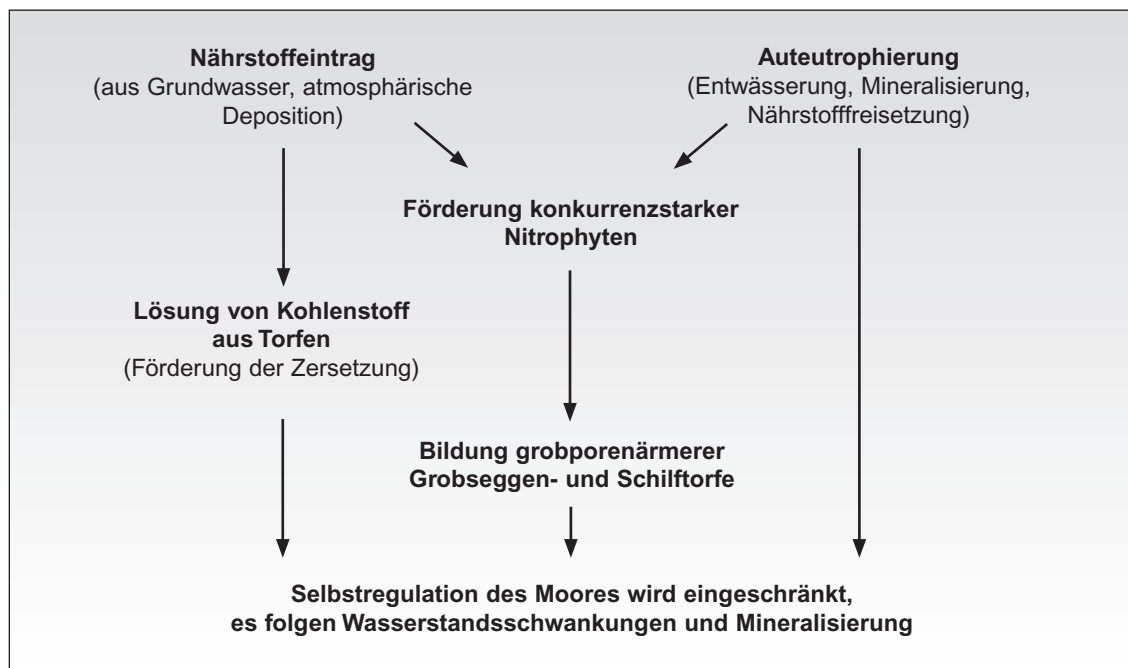 Nährstoffeintrag
(aus Grundwasser, atmosphärische
Deposition)
Auteutrophierung
(Entwässerung, Mineralisierung,
Nährstofffreisetzung)
Förderung konkurrenzstarker
Nitrophyten
Lösung von Kohlenstoff
aus Torfen
(Förderung der Zersetzung)
Bildung grobporenärmerer
Grobseggen- und Schilftorfe
Selbstregulation des Moores wird eingeschränkt,
es folgen Wasserstandsschwankungen und Mineralisierung